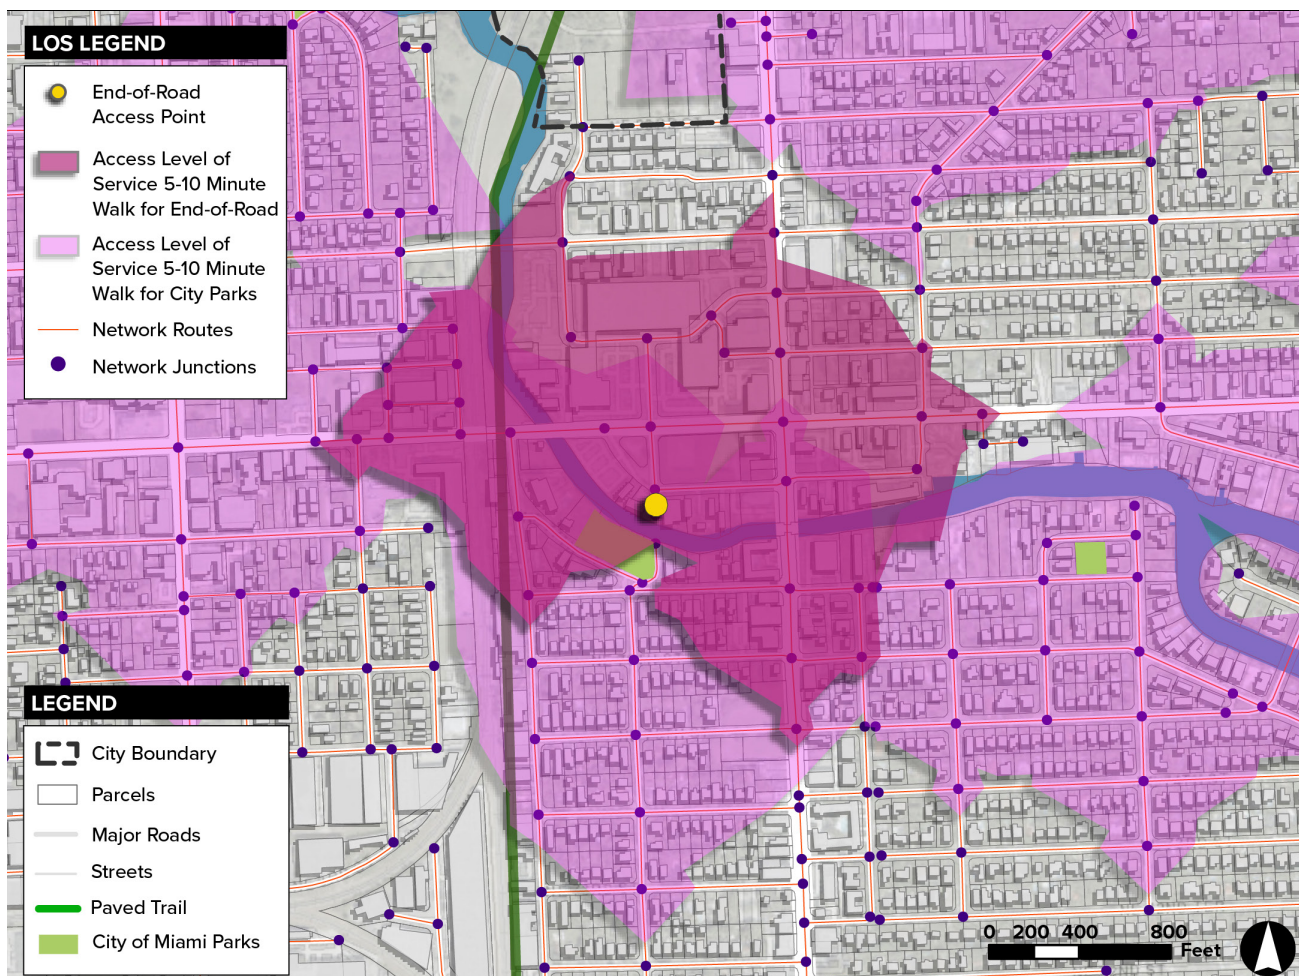 LOS LEGEND
End-of-Road
Access Point
Access Level of
Service 5-10 Minute
Walk for End-of-Road
Access Level of
Service 5-10 Minute
Walk for City Parks
Network Routes
Network Junctions
LEGEND
City Boundary
Parcels
Major Roads
Streets
Paved Trail
City of Miami Parks
0 200 400 800
Feet